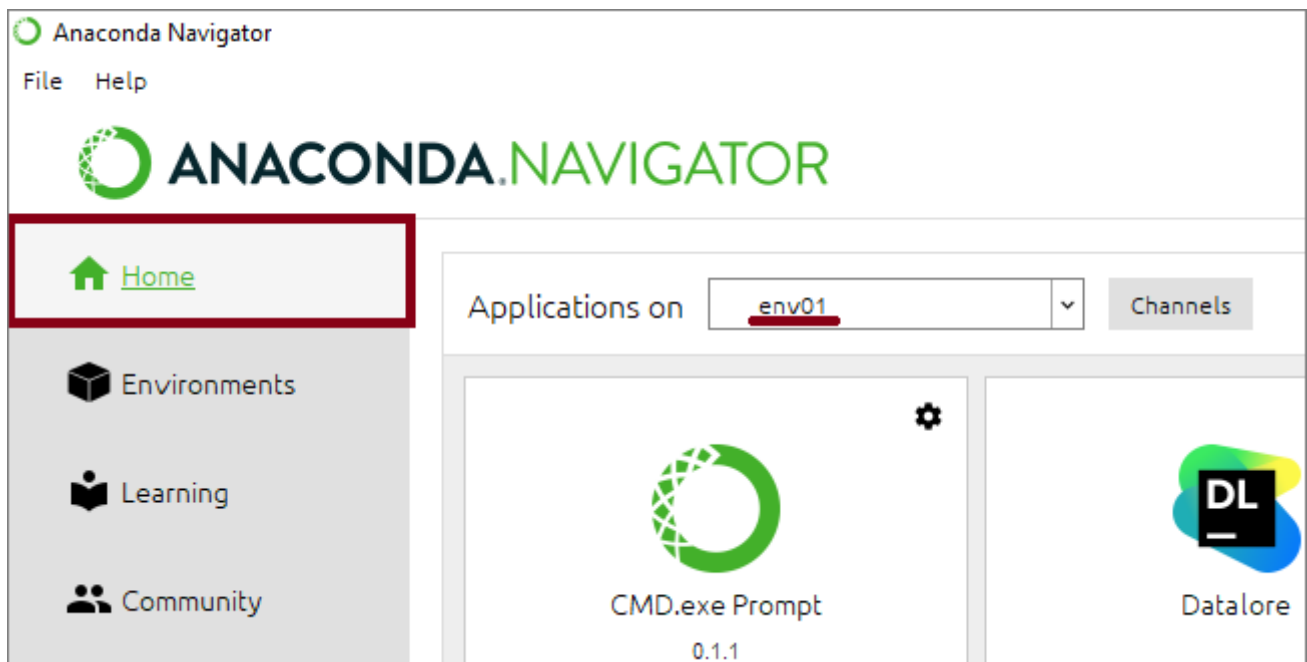 Anaconda Navigator
File Help
ANACONDA.NAVIGATOR
Home
Applications on env01 Channels
Environments
Learning
Community
CMD.exe Prompt
0.1.1
DL
Datalore